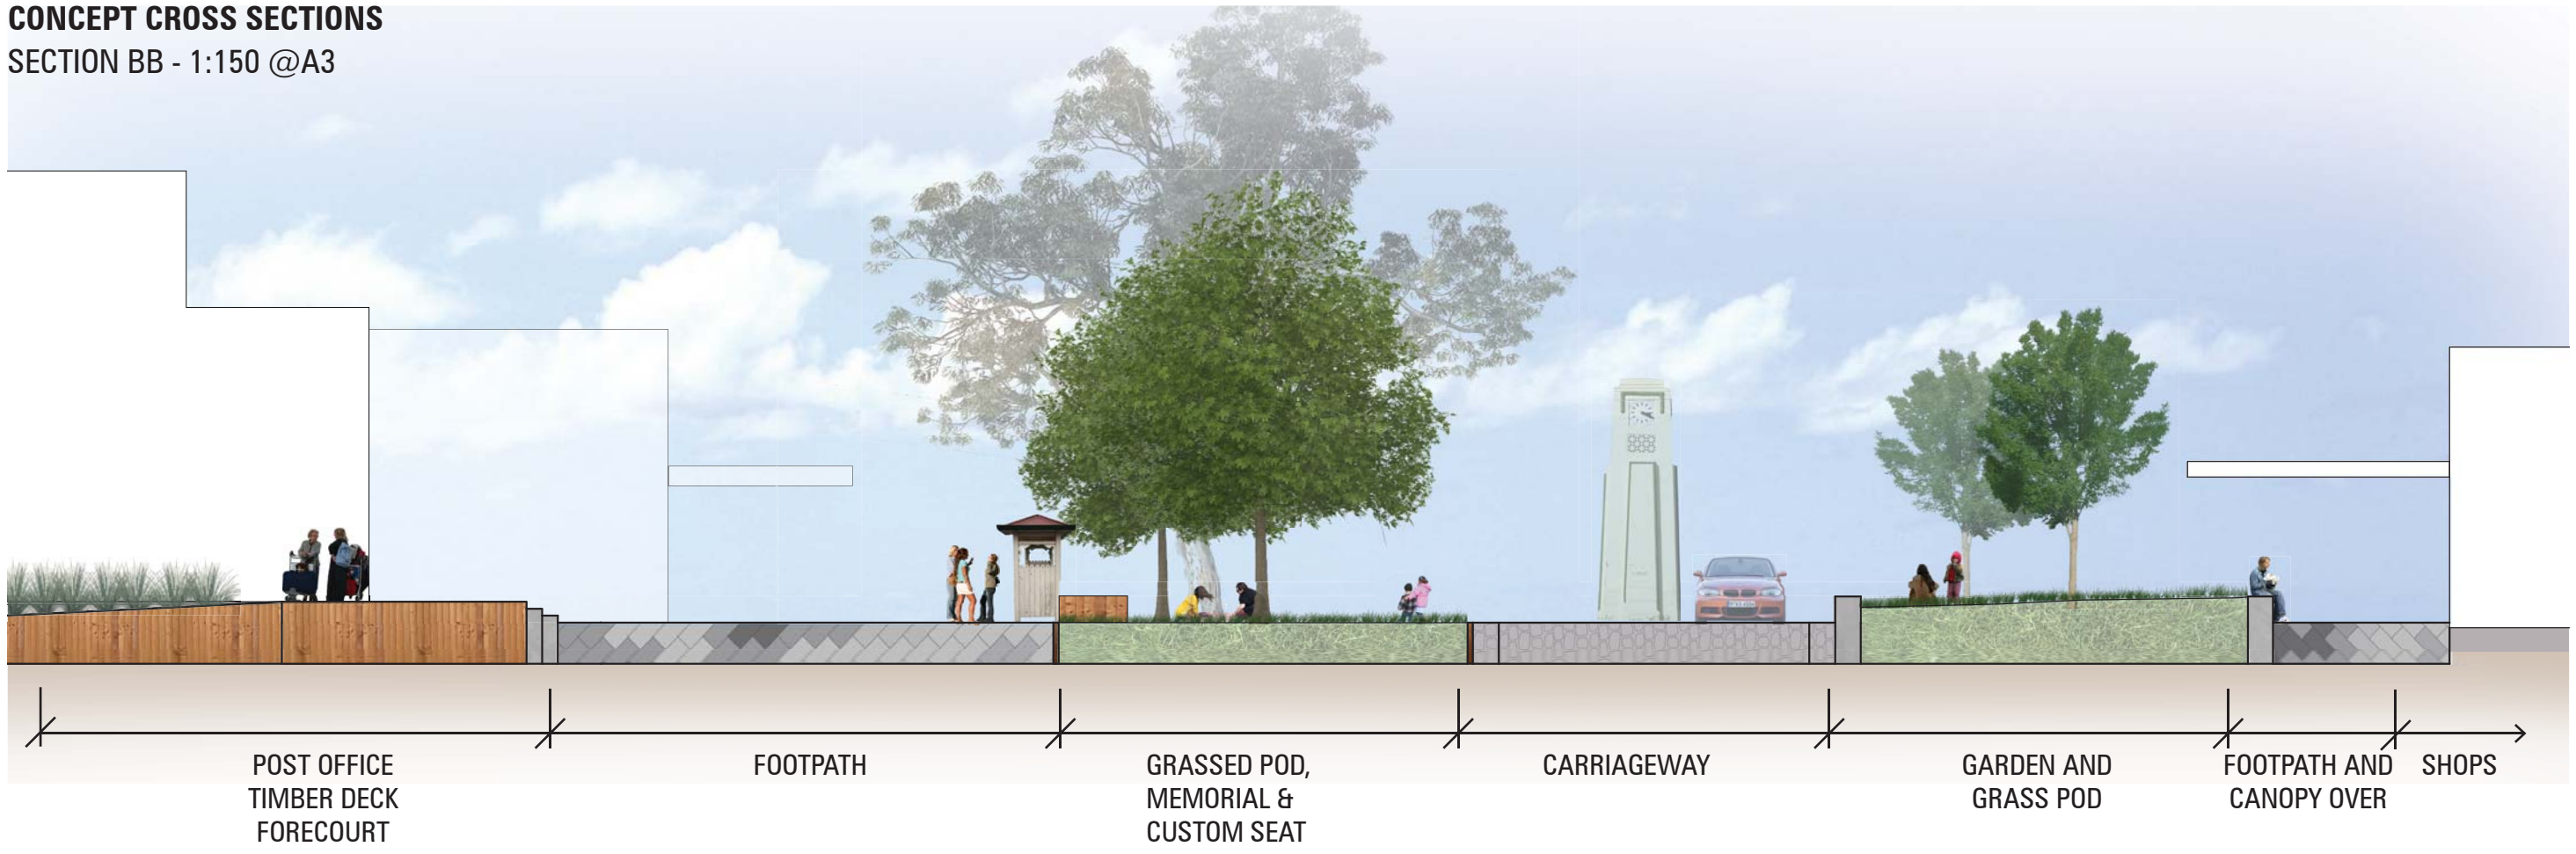 CONCEPT CROSS SECTIONS
SECTION BB - 1:150 @A3
POST OFFICE
TIMBER DECK
FORECOURT
FOOTPATH
GRASSED POD,
MEMORIAL &
CUSTOM SEAT
CARRIAGEWAY
GARDEN AND
GRASS POD
FOOTPATH AND
CANOPY OVER
SHOPS